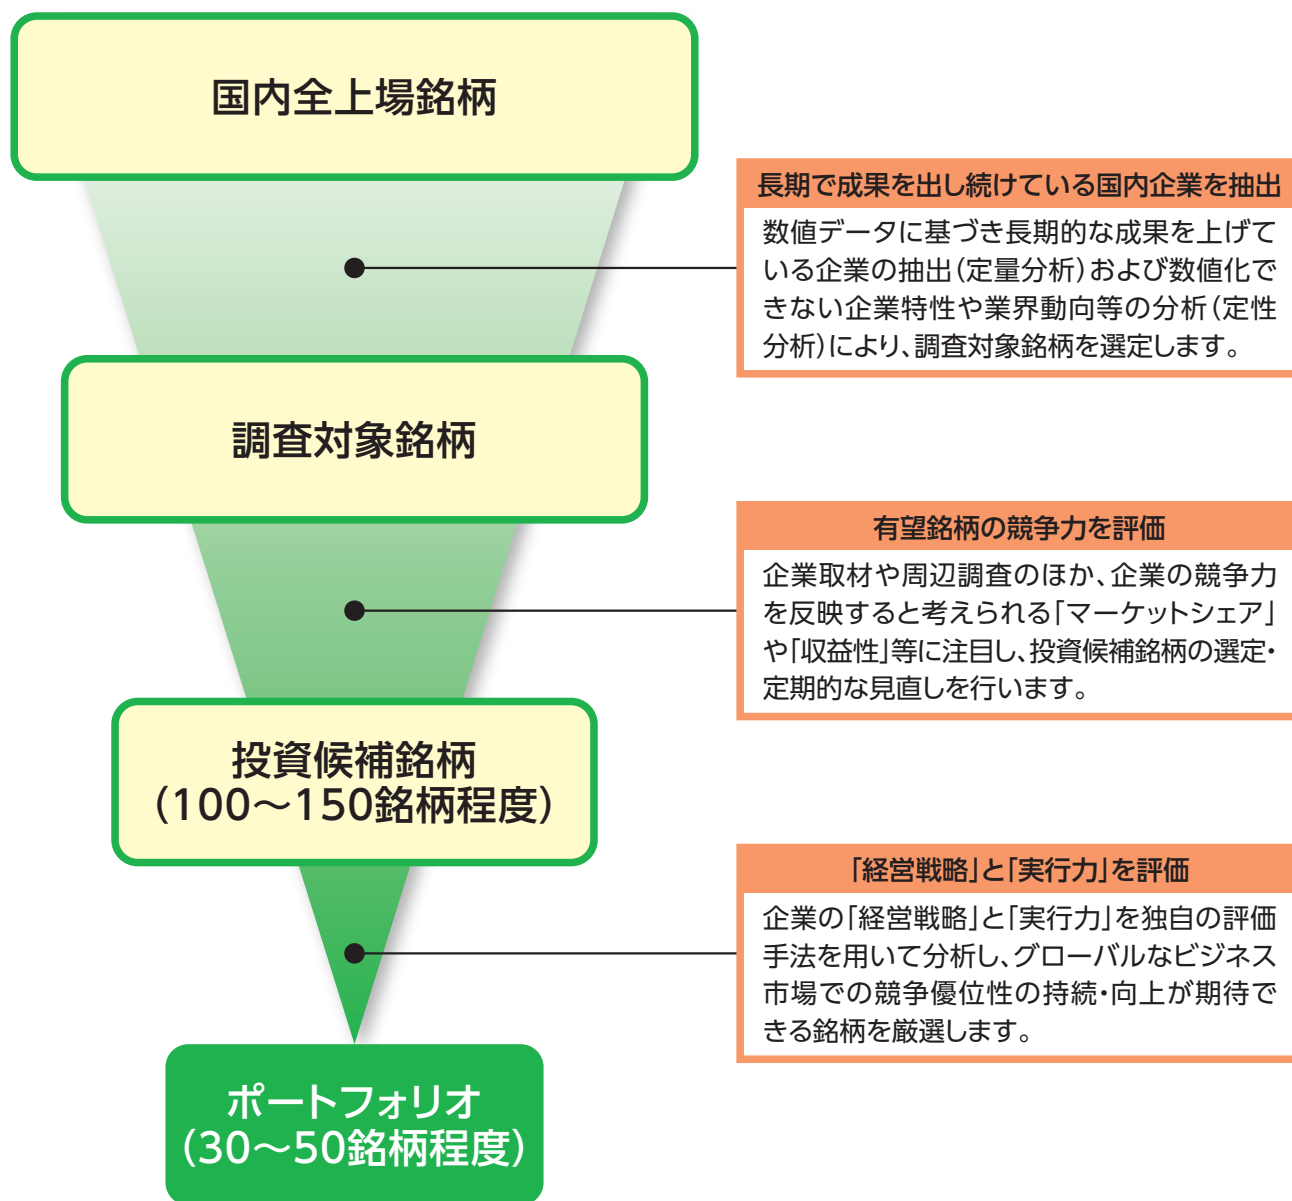 国内全上場銘柄
長期で成果を出し続けている国内企業を抽出
数値データに基づき長期的な成果を上げて
いる企業の抽出(定量分析)および数値化で
きない企業特性や業界動向等の分析(定性
分析)により、調査対象銘柄を選定します。
調査対象銘柄
有望銘柄の競争力を評価
企業取材や周辺調査のほか、企業の競争力
を反映すると考えられる「マーケットシェア」
や「収益性」等に注目し、投資候補銘柄の選定・
定期的な見直しを行います。
投資候補銘柄
(100～150銘柄程度)
「経営戦略」と「実行力」を評価
企業の「経営戦略」と「実行力」を独自の評価
手法を用いて分析し、グローバルなビジネス
市場での競争優位性の持続・向上が期待で
きる銘柄を厳選します。
ポートフォリオ
(30～50銘柄程度)